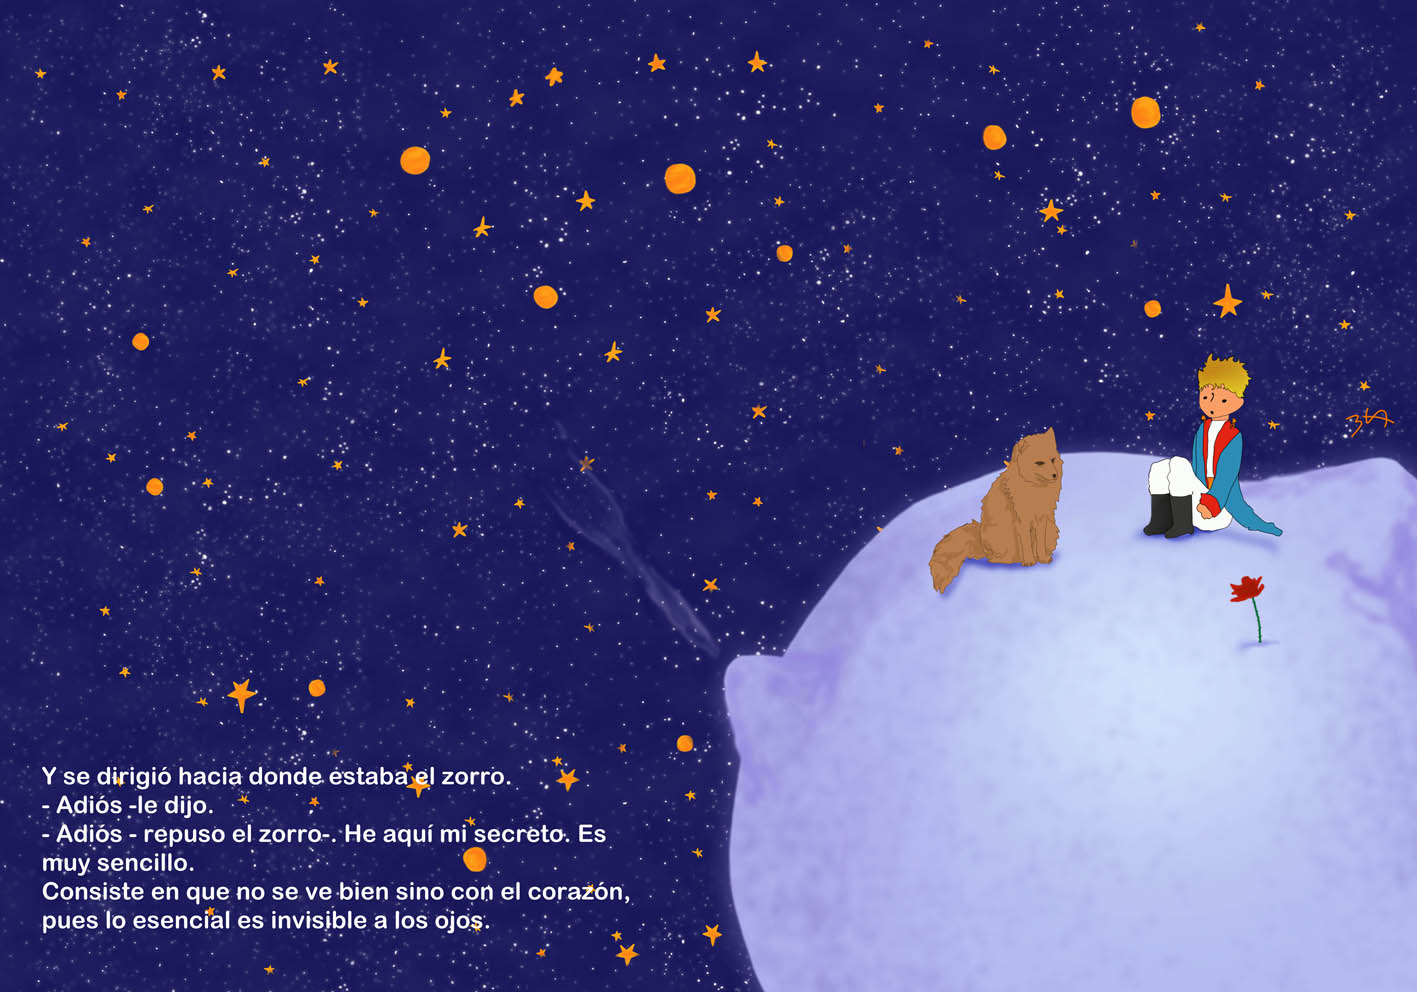 Y se dirigió hacia donde estaba el zorro.
- Adiós -le dijo.
- Adiós - repuso el zorro-. He aquí mi secreto. Es
muy sencillo.
Consiste en que no se ve bien sino con el corazón,
pues lo esencial es invisible a los ojos.